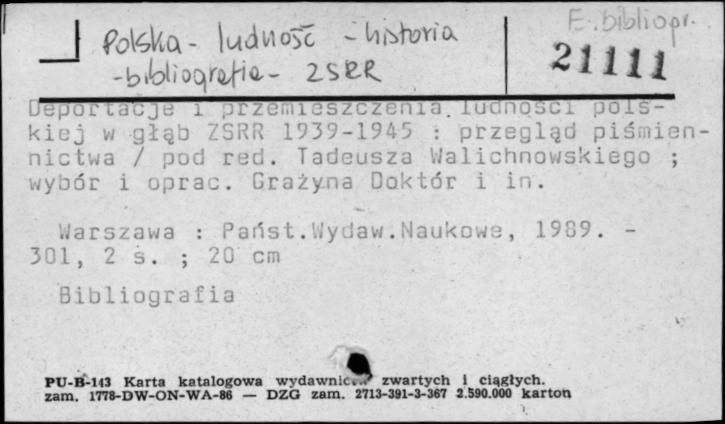 Polska - ludność - historia
- bibliografie - ZSRR
E. bibliogr.
21111
Deportacje i przemieszczenia ludności pols-
kiej w głąb ZSRR 1939-1945 : przegląd piśmien-
nictwa / pod red. Tadeusza Walichnowskiego ;
wybór i oprac. Grażyna Doktór i in.
Warszawa : Państ.Wydaw.Naukowe, 1989. -
301, 2 s. ; 20 cm
Bibliografia
PU-B-143 Karta katalogowa wydawnictw zwartych i ciągłych.
zam. 1778-DW-ON-WA-86 — DZG zam. 2713-391-3-367 2.590.000 karton